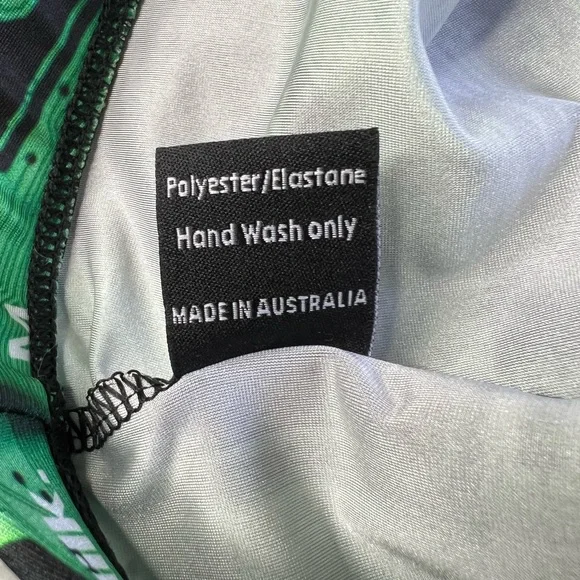 Polyester/Elastane
Hand Wash only
MADE IN AUSTRALIA